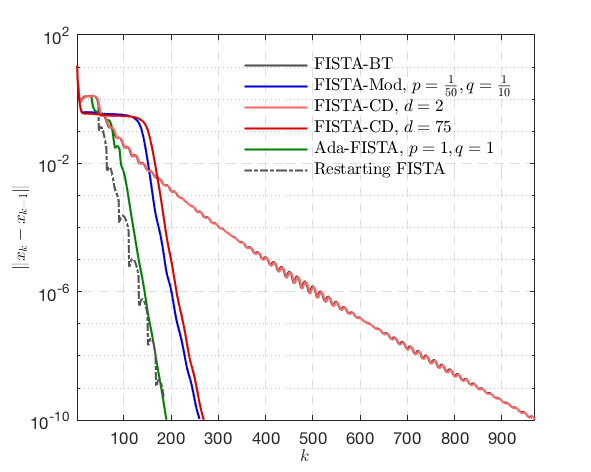 10^2
10^{-2}
10^{-6}
10^{-10}
||x_k − x_{k−1}||
FISTA-BT
FISTA-Mod, p = 1/50, q = 1/10
FISTA-CD, d = 2
FISTA-CD, d = 75
Ada-FISTA, p = 1, q = 1
Restarting FISTA
100 200 300 400 500 600 700 800 900
k